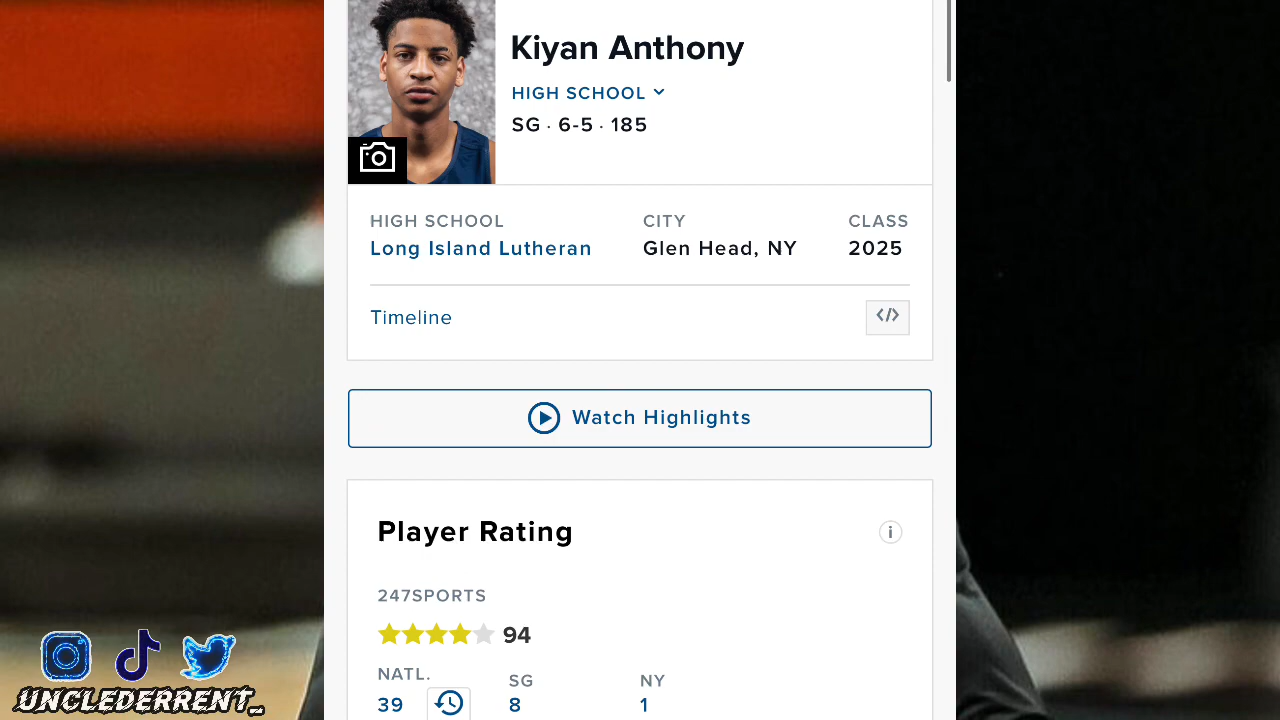 Kiyan Anthony
HIGH SCHOOL
SG · 6-5 · 185
HIGH SCHOOL
CITY
CLASS
Long Island Lutheran
Glen Head, NY
2025
Timeline
</>
Watch Highlights
Player Rating
i
247SPORTS
94
NATL.
SG
NY
39
8
1
UNCLEDERRENT_